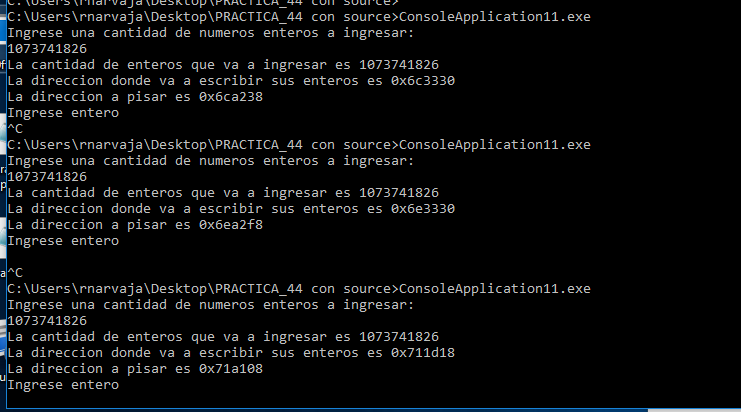 C:\Users\rnarvaja\Desktop\PRACTICA_44 con source>
C:\Users\rnarvaja\Desktop\PRACTICA_44 con source>ConsoleApplication11.exe
Ingrese una cantidad de numeros enteros a ingresar:
1073741826
La cantidad de enteros que va a ingresar es 1073741826
La direccion donde va a escribir sus enteros es 0x6c3330
La direccion a pisar es 0x6ca238
Ingrese entero
^C
C:\Users\rnarvaja\Desktop\PRACTICA_44 con source>ConsoleApplication11.exe
Ingrese una cantidad de numeros enteros a ingresar:
1073741826
La cantidad de enteros que va a ingresar es 1073741826
La direccion donde va a escribir sus enteros es 0x6e3330
La direccion a pisar es 0x6ea2f8
Ingrese entero
^C
C:\Users\rnarvaja\Desktop\PRACTICA_44 con source>ConsoleApplication11.exe
Ingrese una cantidad de numeros enteros a ingresar:
1073741826
La cantidad de enteros que va a ingresar es 1073741826
La direccion donde va a escribir sus enteros es 0x711d18
La direccion a pisar es 0x71a108
Ingrese entero